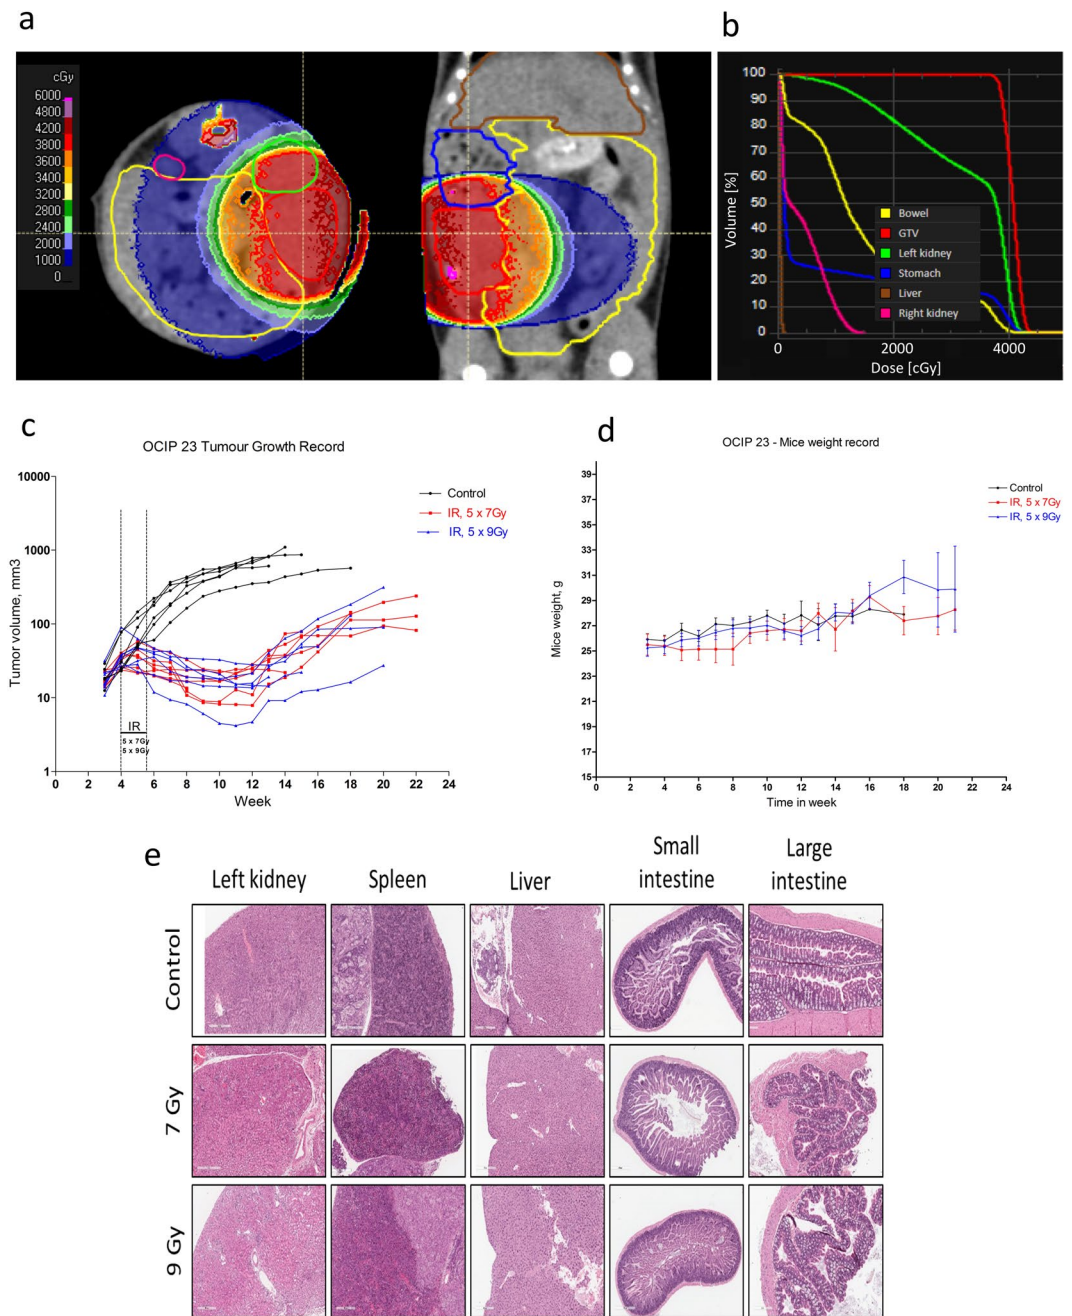 a
cGy
6000
4800
4200
3800
3600
3400
3200
2800
2400
2000
1000
0
b
Volume [%]
100
90
80
70
60
50
40
30
20
10
0
Bowel
GTV
Left kidney
Stomach
Liver
Right kidney
0
2000
4000
Dose [cGy]
c
OCIP 23 Tumour Growth Record
Tumor volume, mm3
10000
1000
100
10
1
Control
IR, 5 x 7Gy
IR, 5 x 9Gy
IR
5 x 7Gy
5 x 9Gy
0 2 4 6 8 10 12 14 16 18 20 22 24
Week
d
OCIP 23 - Mice weight record
Mice weight, g
39
37
35
33
31
29
27
25
23
21
19
17
15
Control
IR, 5 x 7Gy
IR, 5 x 9Gy
0 2 4 6 8 10 12 14 16 18 20 22 24
Time in week
e
Left kidney
Spleen
Liver
Small
intestine
Large
intestine
Control
7 Gy
9 Gy